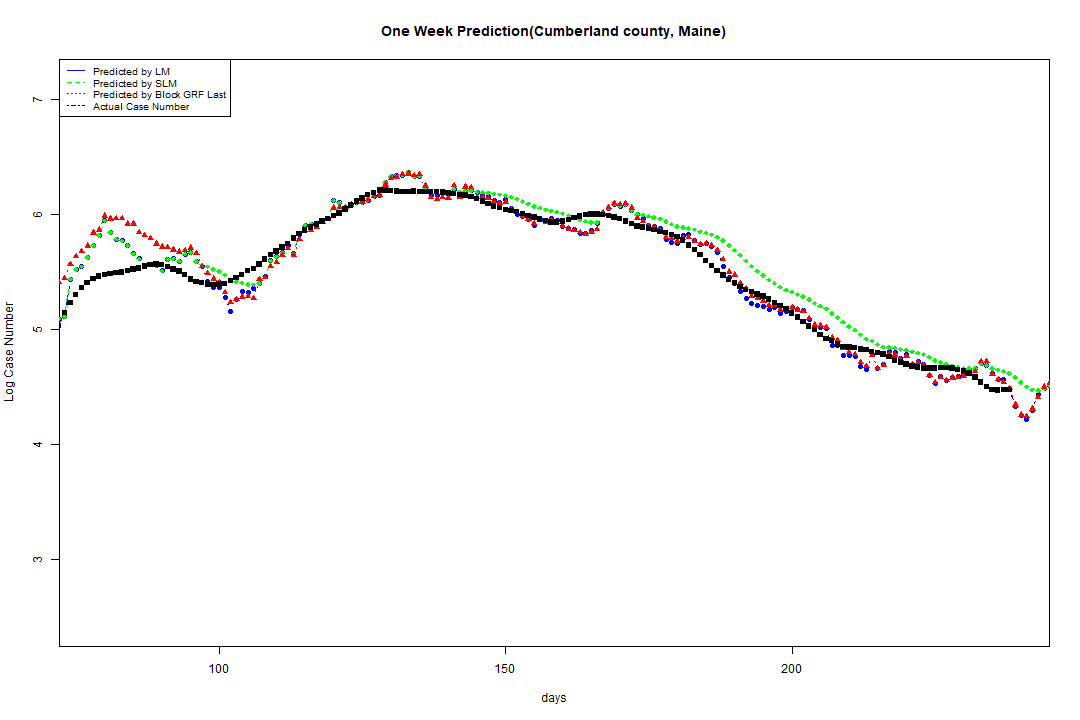 One Week Prediction(Cumberland county, Maine)
Predicted by LM
Predicted by SLM
Predicted by Block GRF Last
Actual Case Number
7
6
5
4
3
Log Case Number
100 150 200
days